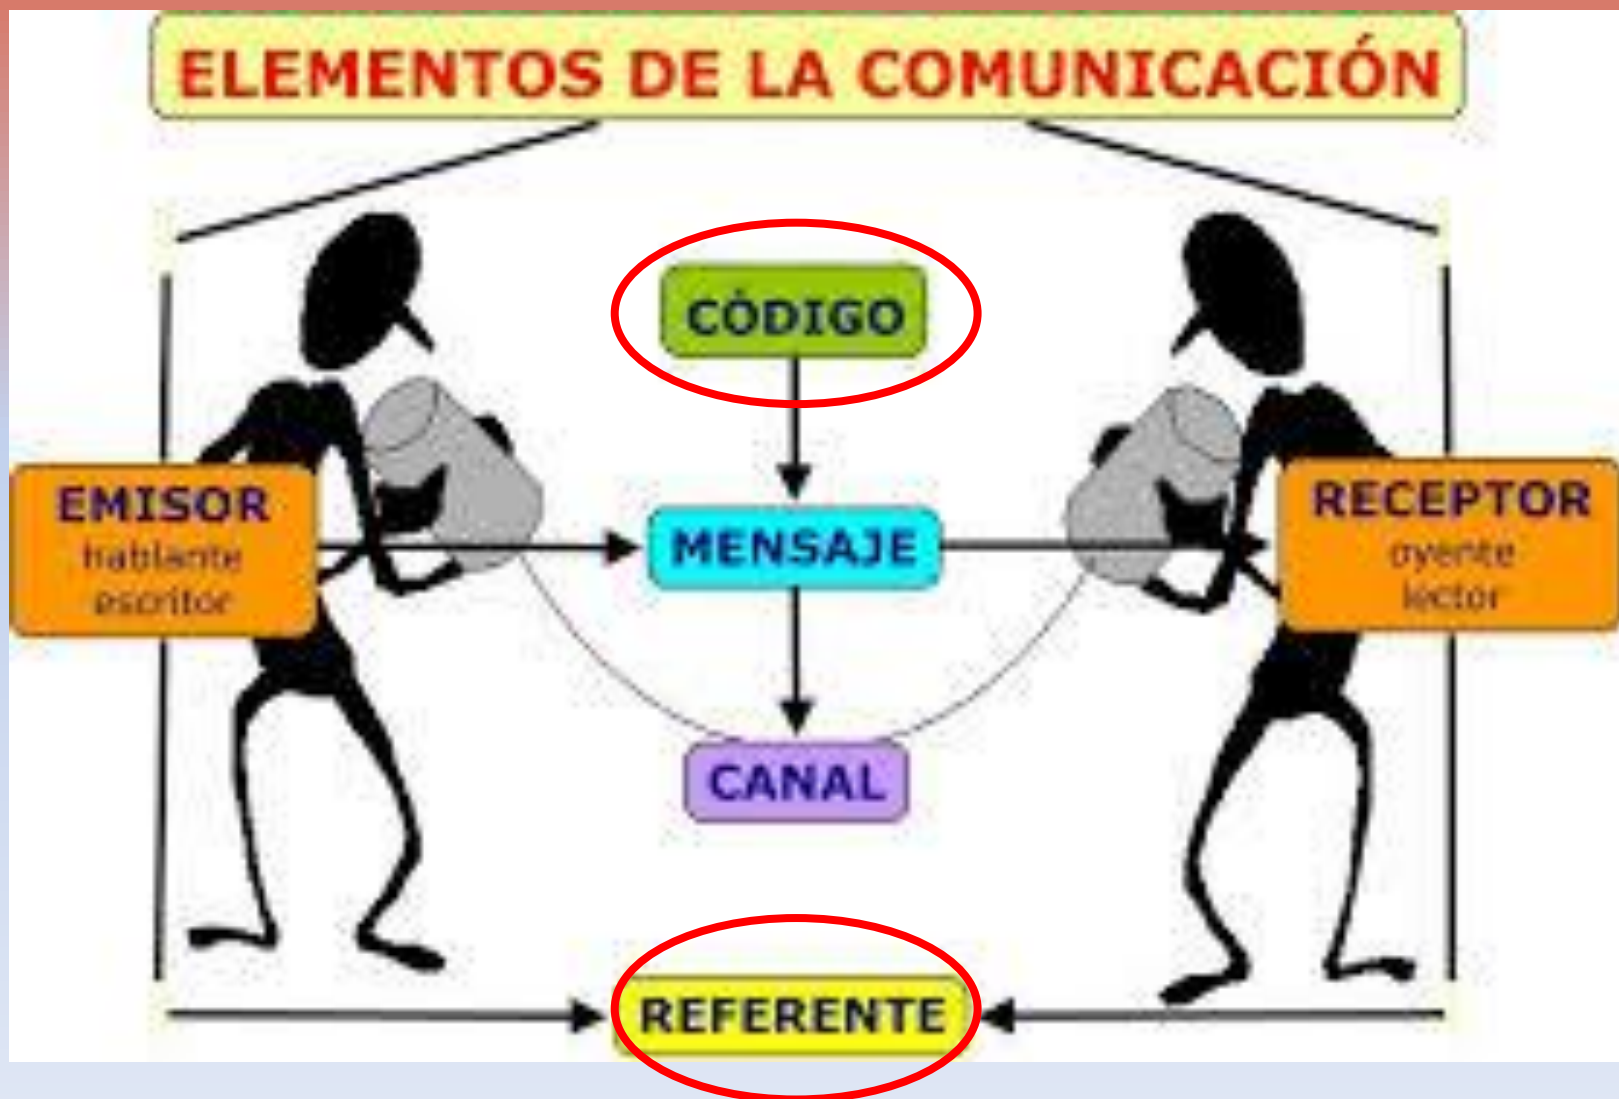 ELEMENTOS DE LA COMUNICACIÓN
CÓDIGO
EMISOR
hablante
escritor
MENSAJE
RECEPTOR
oyente
lector
CANAL
REFERENTE